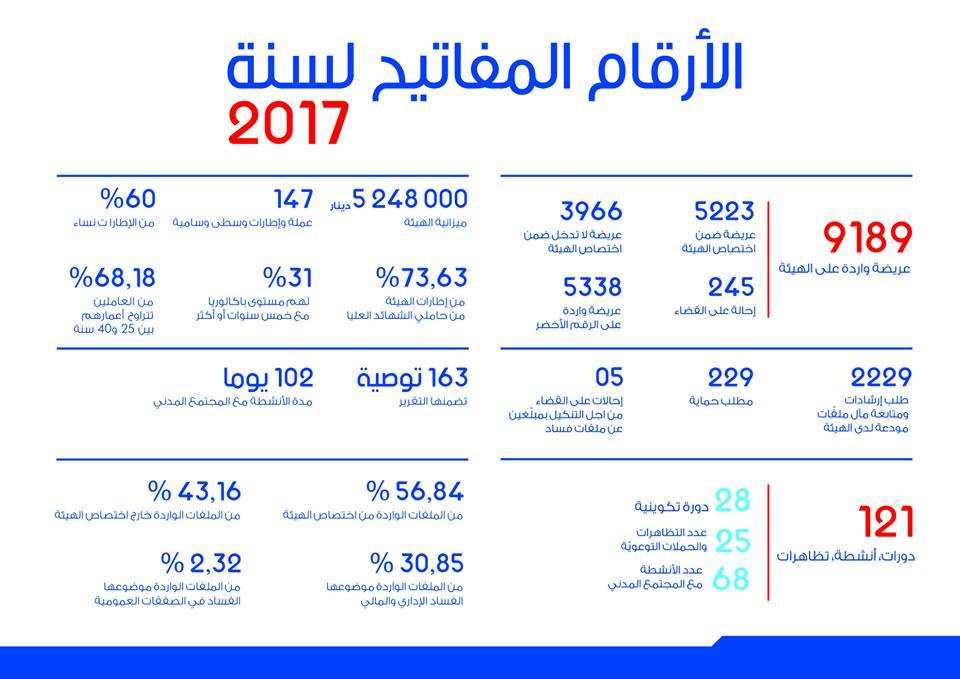 الأرقام المفاتيح لسنة
2017
9189
عريضة واردة على الهيئة
5223
عريضة ضمن
اختصاص الهيئة
3966
عريضة لا تدخل ضمن
اختصاص الهيئة
245
إحالة على القضاء
5338
عريضة واردة
على الرقم الأخضر
2229
طلب إرشادات
ومتابعة مآل ملفّات
مودعة لدى الهيئة
229
مطلب حماية
05
إحالات على القضاء
من اجل التنكيل بمبلّغين
عن ملفات فساد
121
دورات، أنشطة، تظاهرات
28 دورة تكوينية
25 عدد التظاهرات
والحملات التوعويّة
68 عدد الأنشطة
مع المجتمع المدني
5 248 000 دينار
ميزانية الهيئة
147
عملة وإطارات وسطى وسامية
%60
من الإطارا ت نساء
%73,63
من إطارات الهيئة
من حاملي الشهائد العليا
%31
لهم مستوى باكالوريا
مع خمس سنوات أو أكثر
%68,18
من العاملين
تتراوح أعمارهم
بين 25 و40 سنة
163 توصية
تضمنها التقرير
102 يوما
مدة الأنشطة مع المجتمع المدني
% 56,84
من الملفات الواردة من اختصاص الهيئة
% 43,16
من الملفات الواردة خارج اختصاص الهيئة
% 30,85
من الملفات الواردة موضوعها
الفساد الإداري والمالي
% 2,32
من الملفات الواردة موضوعها
الفساد في الصفقات العمومية